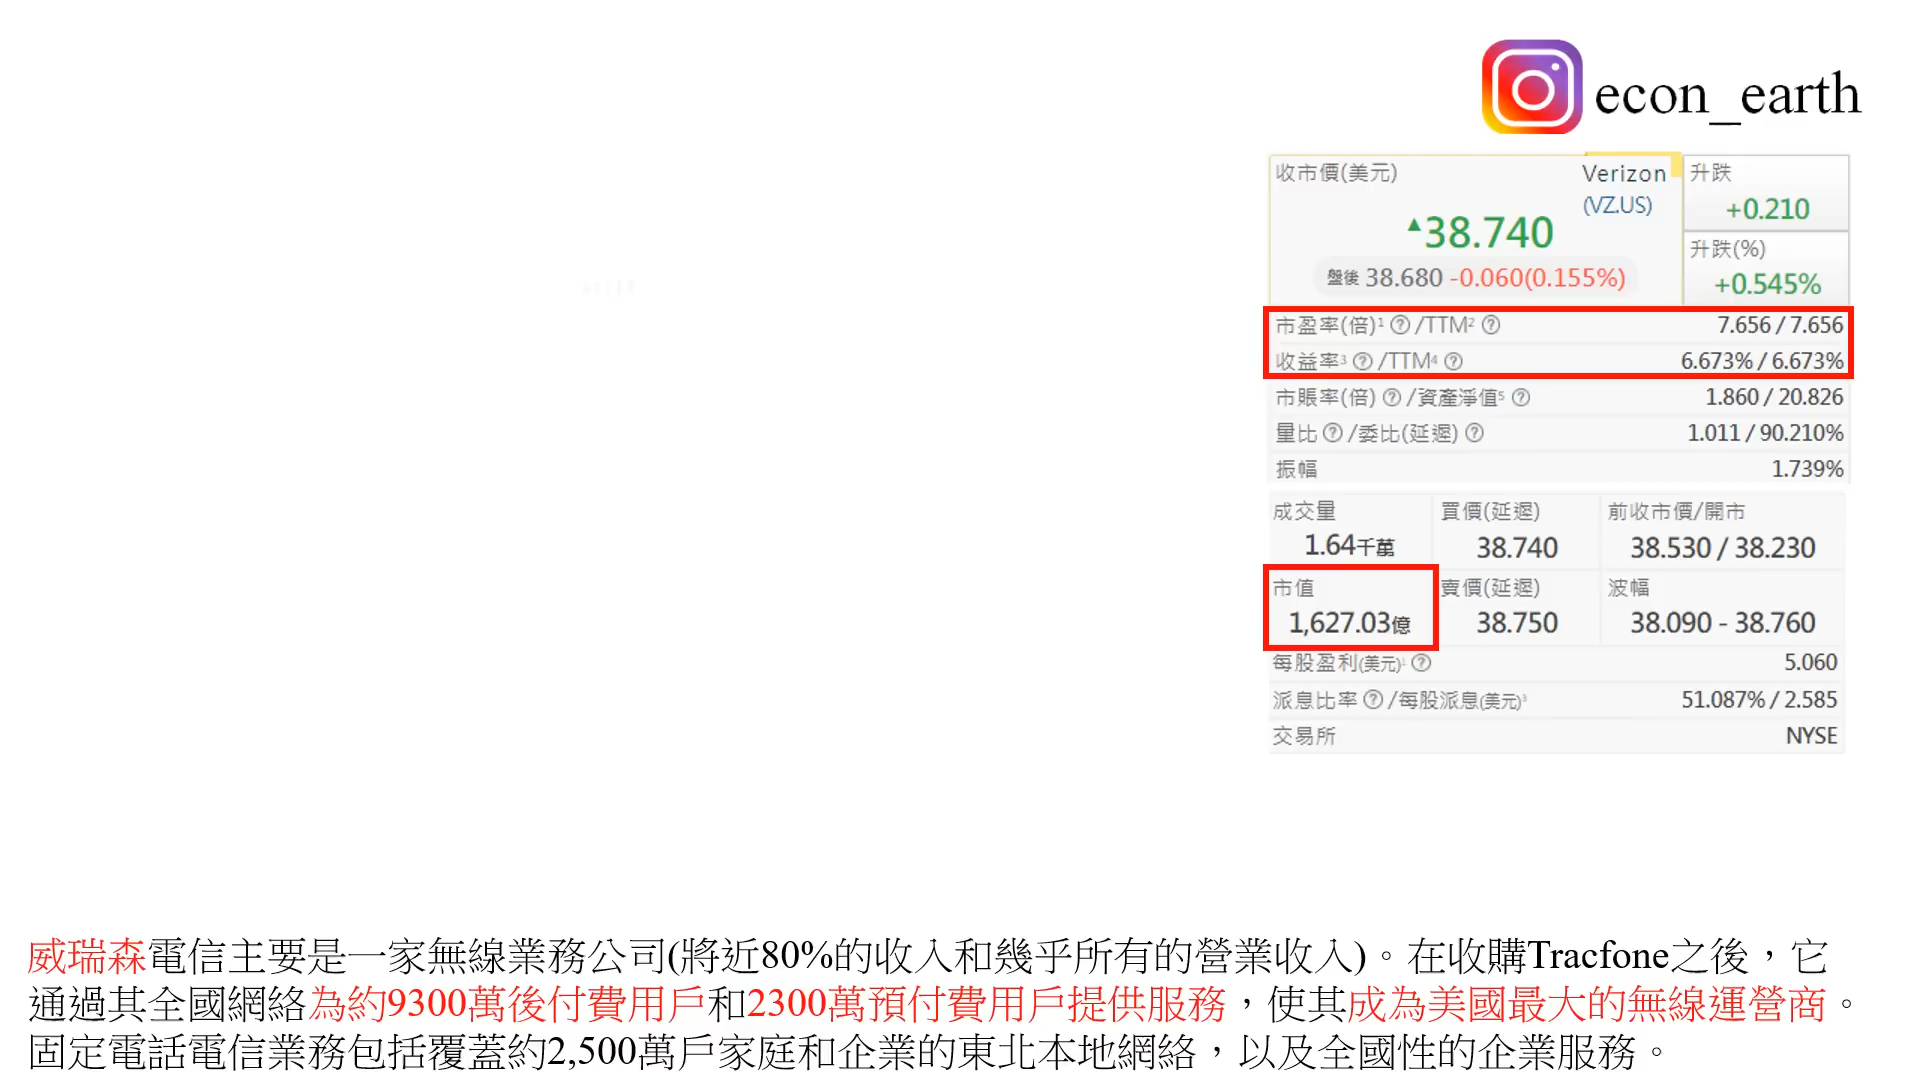 econ_earth
收市價(美元)
Verizon
(VZ.US)
升跌
▲38.740
+0.210
盤後 38.680 -0.060(0.155%)
升跌(%)
+0.545%
市盈率(倍)¹ ? /TTM² ? 7.656 / 7.656
收益率³ ? /TTM⁴ ? 6.673% / 6.673%
市賬率(倍) ? /資產淨值⁵ ? 1.860 / 20.826
量比 ? /委比(延遲) ? 1.011 / 90.210%
振幅 1.739%
成交量 買價(延遲) 前收市價/開市
1.64千萬 38.740 38.530 / 38.230
市值 賣價(延遲) 波幅
1,627.03億 38.750 38.090 - 38.760
每股盈利(美元)¹ ? 5.060
派息比率 ? /每股派息(美元)³ 51.087% / 2.585
交易所 NYSE
威瑞森電信主要是一家無線業務公司(將近80%的收入和幾乎所有的營業收入)。在收購Tracfone之後，它
通過其全國網絡為約9300萬後付費用戶和2300萬預付費用戶提供服務，使其成為美國最大的無線運營商。
固定電話電信業務包括覆蓋約2,500萬戶家庭和企業的東北本地網絡，以及全國性的企業服務。